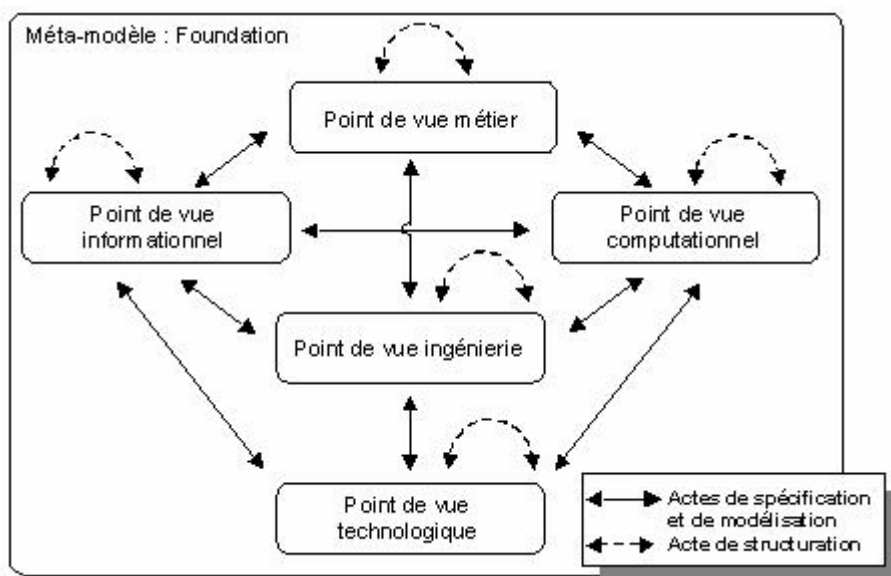 Méta-modèle : Foundation
Point de vue métier
Point de vue
informationnel
Point de vue
computationnel
Point de vue ingénierie
Point de vue
technologique
Actes de spécification
et de modélisation
Acte de structuration